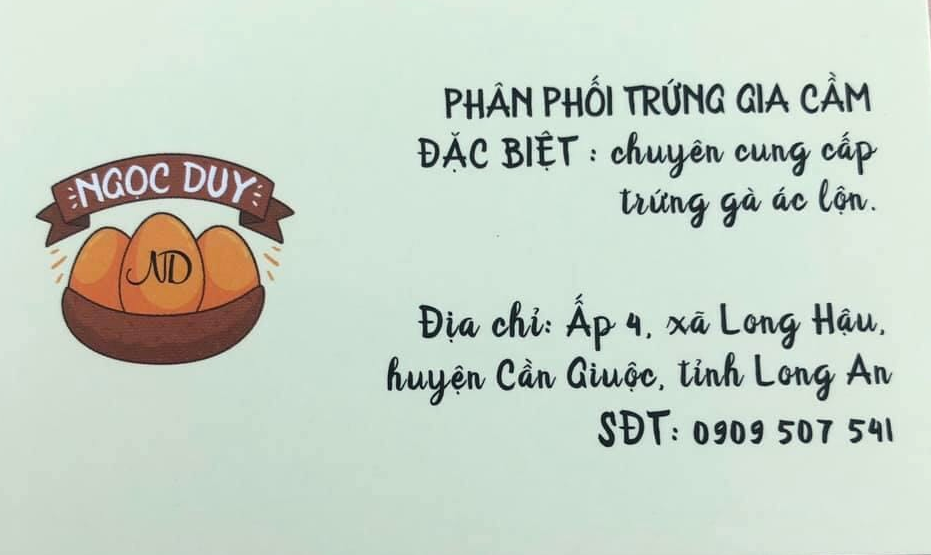 NGỌC DUY
ND
PHÂN PHỐI TRỨNG GIA CẦM
ĐẶC BIỆT : chuyên cung cấp
trứng gà ác lộn.
Địa chỉ: Ấp 4, xã Long Hậu,
huyện Cần Giuộc, tỉnh Long An
SĐT: 0909 507 541